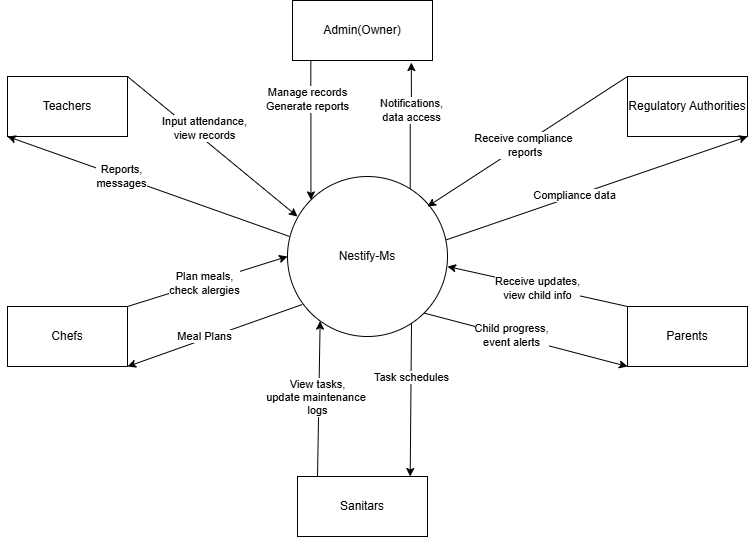 Admin(Owner)
Teachers
Regulatory Authorities
Manage records
Generate reports
Notifications,
data access
Input attendance,
view records
Receive compliance
reports
Reports,
messages
Compliance data
Nestify-Ms
Plan meals,
check alergies
Receive updates,
view child info
Chefs
Meal Plans
Child progress,
event alerts
Parents
View tasks,
update maintenance
logs
Task schedules
Sanitars